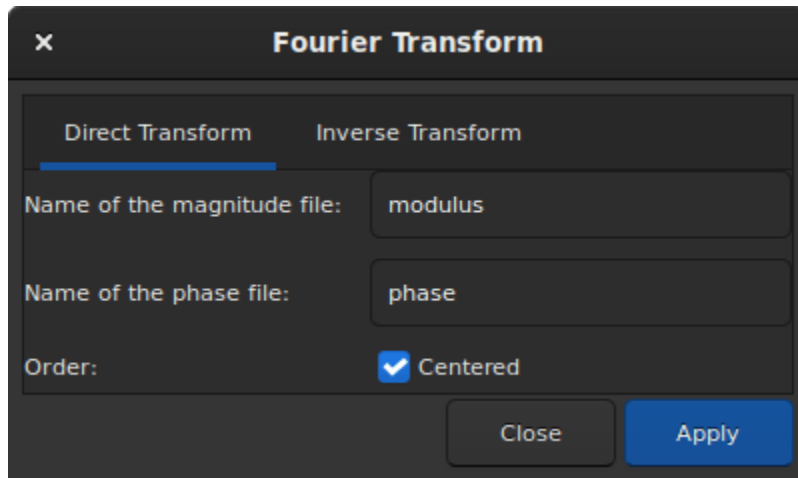 Fourier Transform
Direct Transform Inverse Transform
Name of the magnitude file: modulus
Name of the phase file: phase
Order: Centered
Close Apply